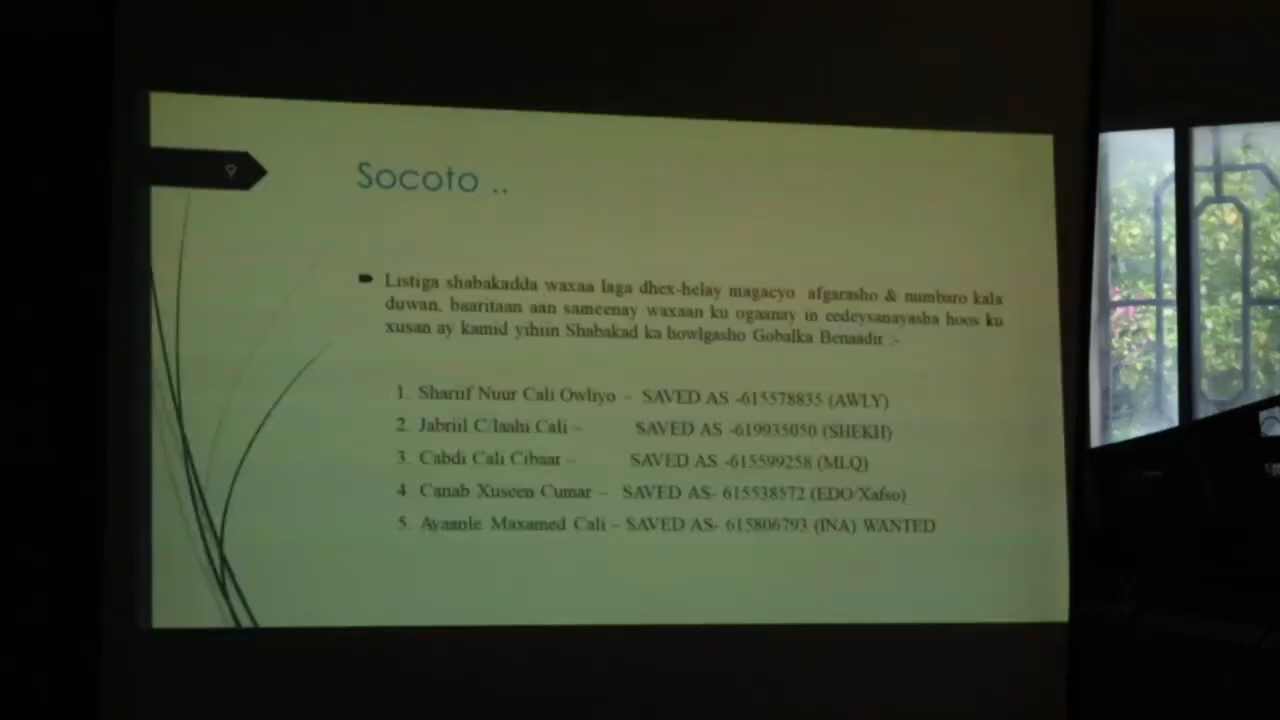 9
Socoto ..
Listiga shabakadda waxaa laga dhex-helay magacyo afgarasho & numbaro kala
duwan, baaritaan aan sameenay waxaan ku ogaanay in eedeysanayasha hoos ku
xusan ay kamid yihiin Shabakad ka howlgasho Gobalka Benaadir :-
1. Shariif Nuur Cali Owliyo – SAVED AS -615578835 (AWLY)
2. Jabriil C/laahi Cali – SAVED AS -619935050 (SHEKH)
3. Cabdi Cali Cibaar – SAVED AS -615599258 (MLQ)
4. Canab Xuseen Cumar – SAVED AS- 615538572 (EDO/Xafso)
5. Ayaanle Maxamed Cali – SAVED AS- 615806793 (INA) WANTED